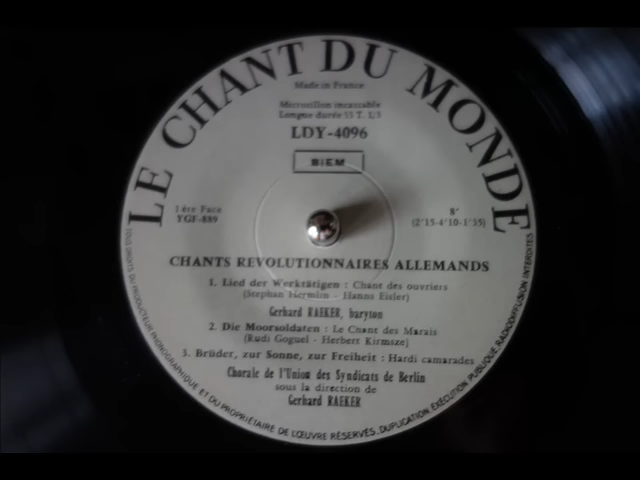 LE CHANT DU MONDE
Made in France
Microsillon incassable
Longue durée 33 T. 1/3
LDY-4096
BIEM
1ère Face
YGF-889
8'
(2'15-4'10-1'35)
CHANTS REVOLUTIONNAIRES ALLEMANDS
1. Lied der Werktätigen : Chant des ouvriers
(Stephan Hermlin - Hanns Eisler)
Gerhard RAEKER, baryton
2. Die Moorsoldaten : Le Chant des Marais
(Rudi Goguel - Herbert Kirmsze)
3. Brüder, zur Sonne, zur Freiheit : Hardi camarades
Chorale de l'Union des Syndicats de Berlin
sous la direction de
Gerhard RAEKER
TOUS DROITS DU PRODUCTEUR PHONOGRAPHIQUE ET DU PROPRIÉTAIRE DE L'ŒUVRE RÉSERVÉS. DUPLICATION EXÉCUTION PUBLIQUE, RADIODIFFUSION INTERDITES